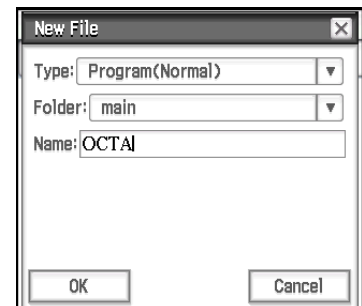 New File
Type: Program(Normal)
Folder: main
Name: OCTA
OK Cancel